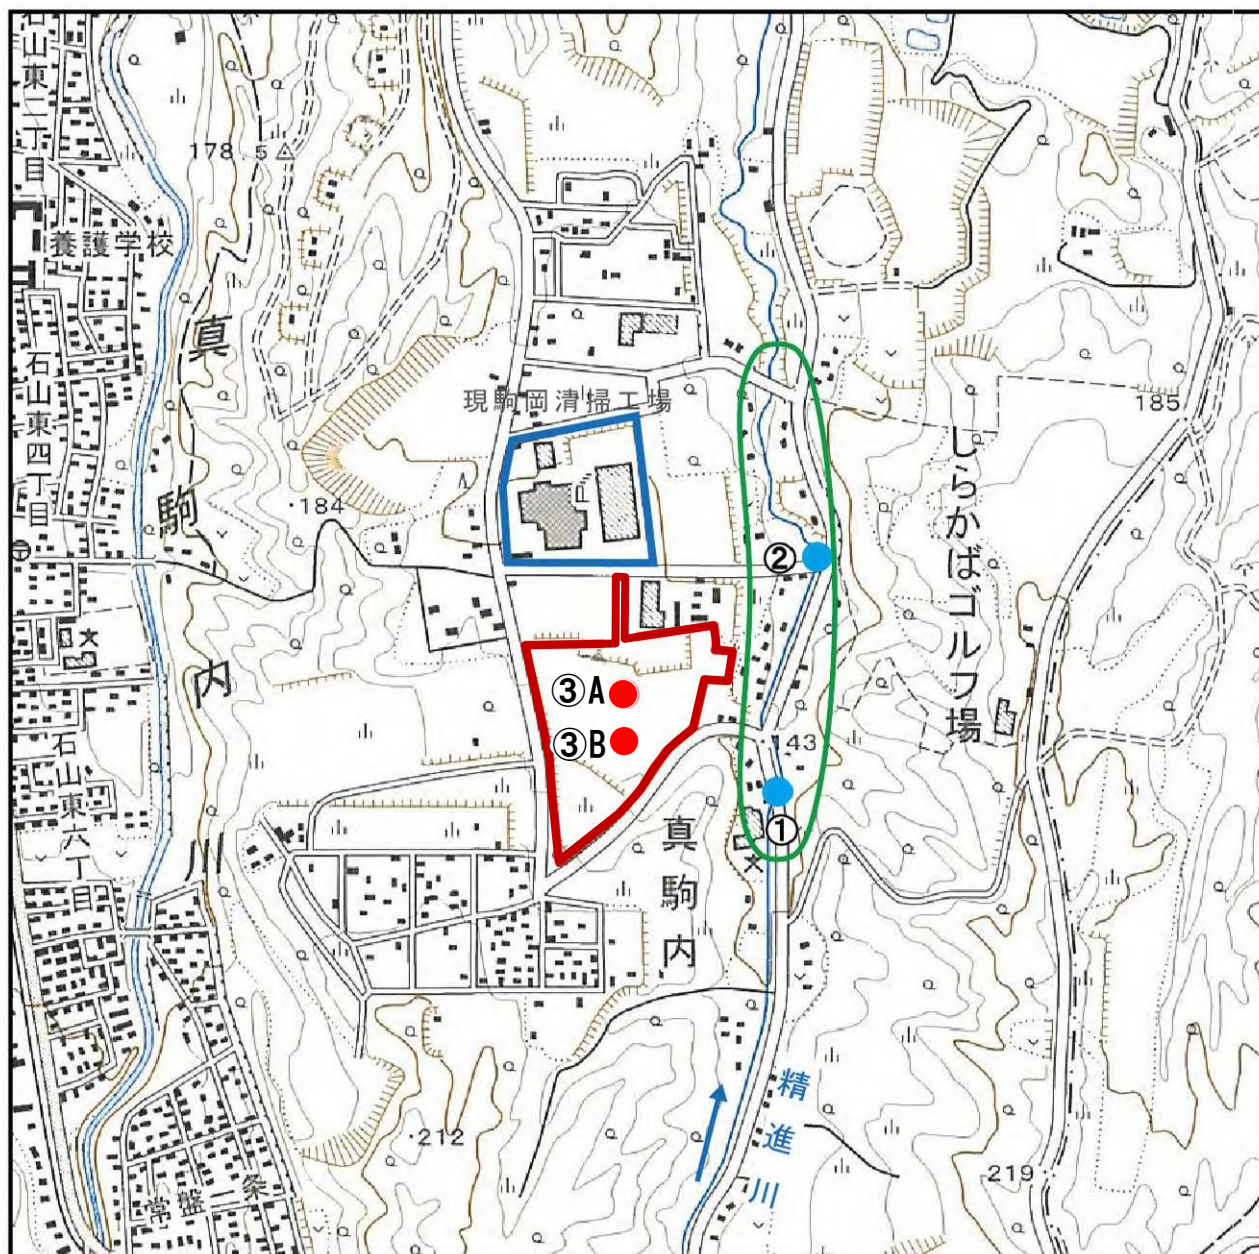 山東二丁目
178.5
養護学校
石山東四丁目
真駒内川
現駒岡清掃工場
185
しらかばゴルフ場
・184
②
③A
③B
.43
①
石山東六丁目
真駒内
・212
精進川
219
常盤一条